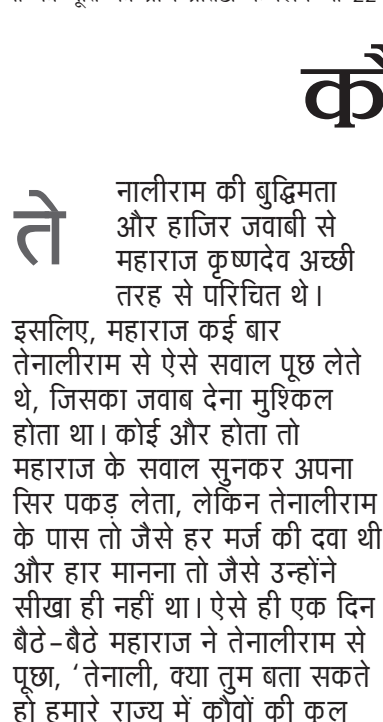 कौ
तेनालीराम की बुद्धिमता
और हाजिर जवाबी से
महाराज कृष्णदेव अच्छी
तरह से परिचित थे।
इसलिए, महाराज कई बार
तेनालीराम से ऐसे सवाल पूछ लेते
थे, जिसका जवाब देना मुश्किल
होता था। कोई और होता तो
महाराज के सवाल सुनकर अपना
सिर पकड़ लेता, लेकिन तेनालीराम
के पास तो जैसे हर मर्ज की दवा थी
और हार मानना तो जैसे उन्होंने
सीखा ही नहीं था। ऐसे ही एक दिन
बैठे-बैठे महाराज ने तेनालीराम से
पूछा, ‘तेनाली, क्या तुम बता सकते
हो हमारे राज्य में कौवों की कुल